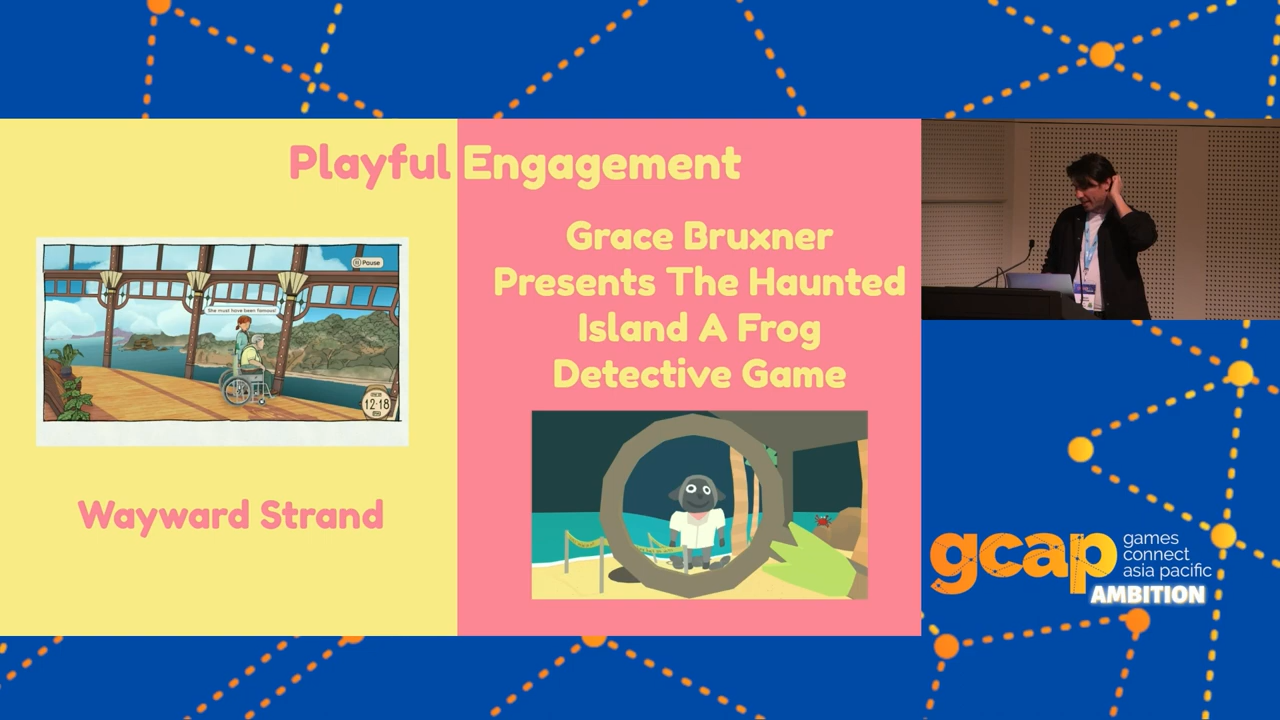 Playful Engagement
Pause
She must have been famous!
12:18
Wayward Strand
Grace Bruxner
Presents The Haunted
Island A Frog
Detective Game
gcap
games
connect
asia pacific
AMBITION